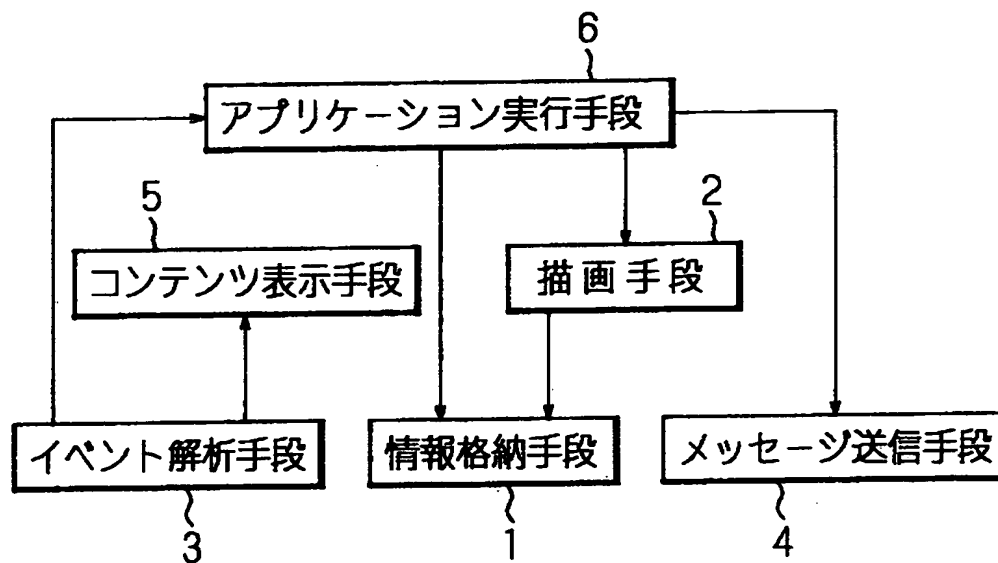 6
アプリケーション実行手段
5
2
コンテンツ表示手段
描画手段
イベント解析手段
情報格納手段
メッセージ送信手段
3
1
4